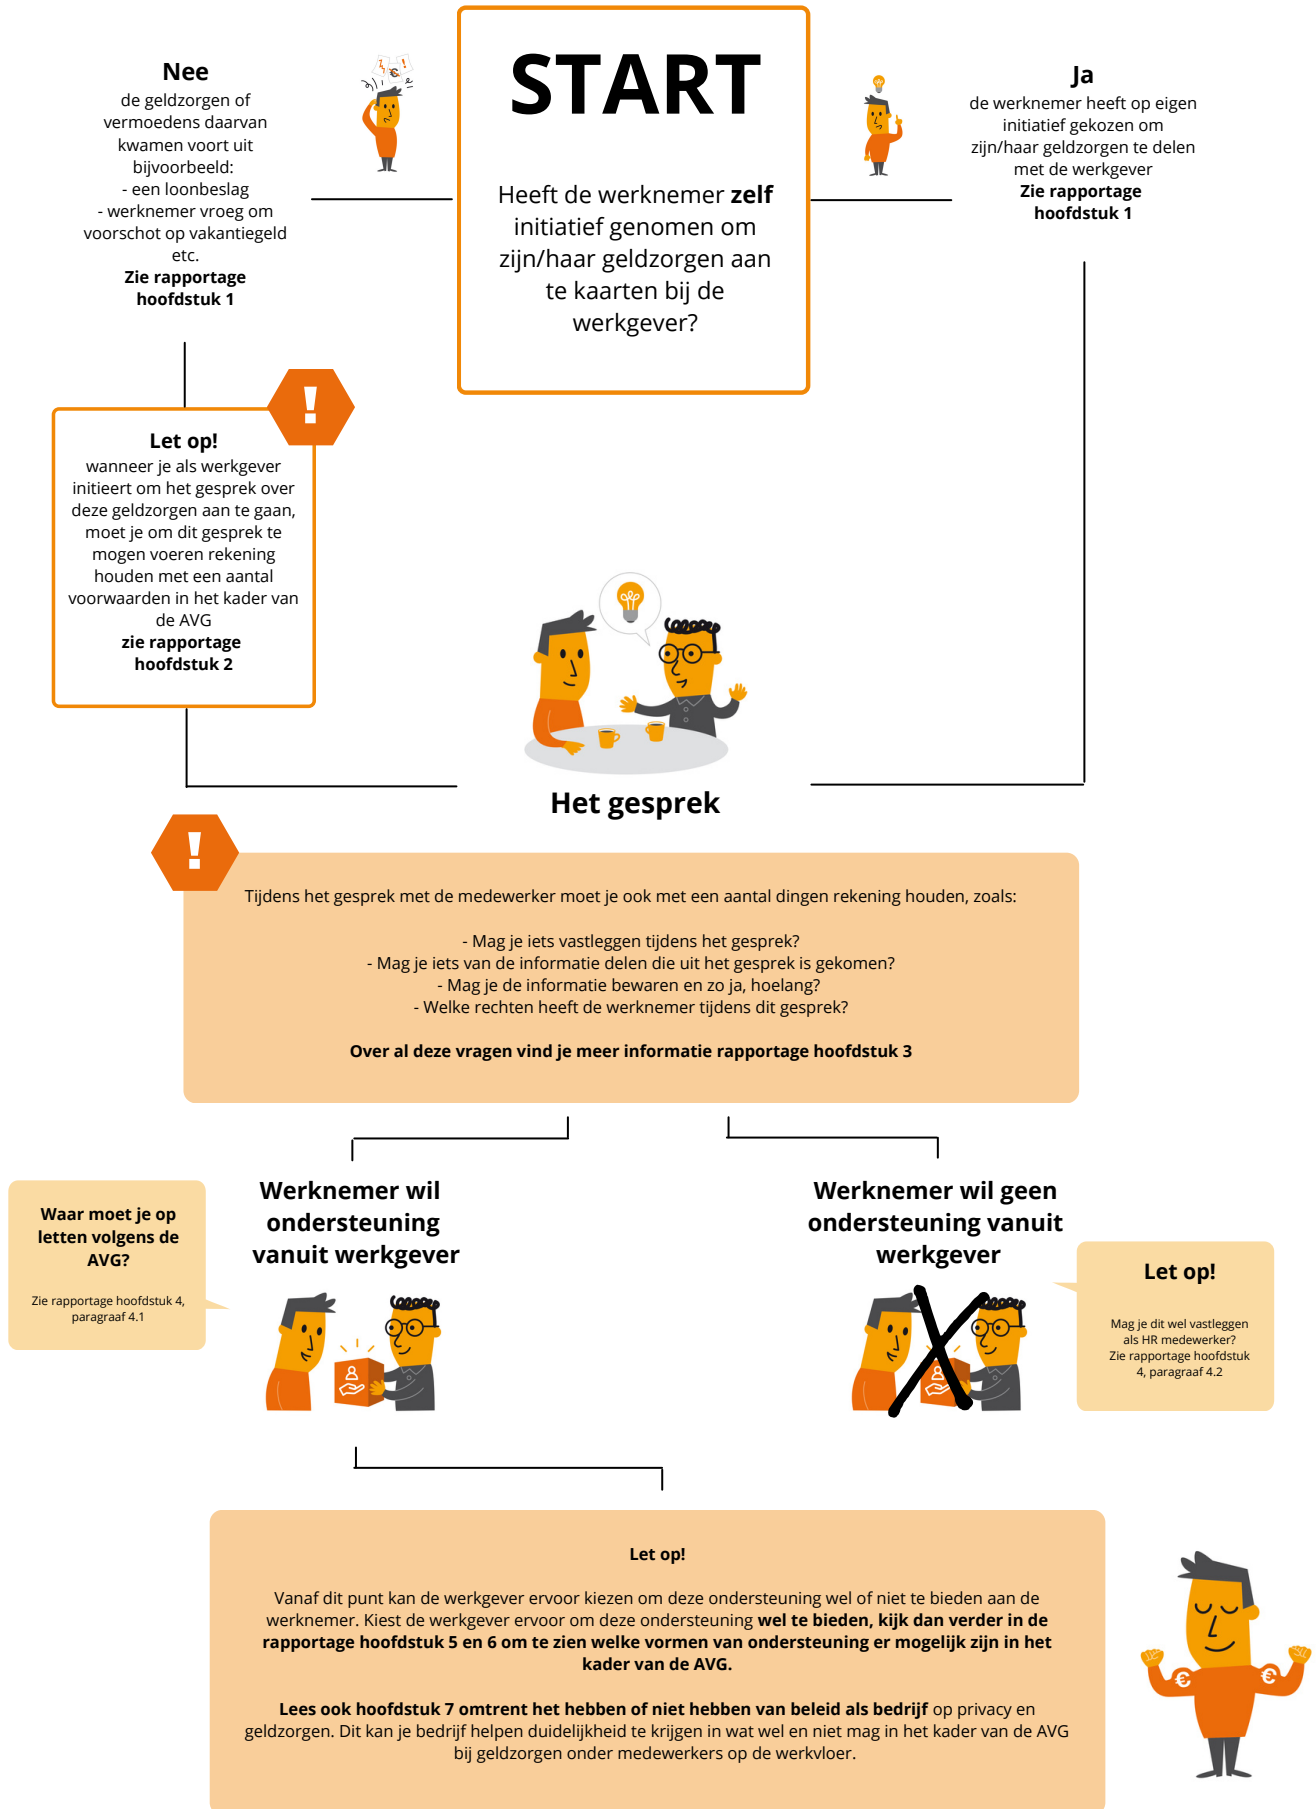 START
Heeft de werknemer zelf
initiatief genomen om
zijn/haar geldzorgen aan
te kaarten bij de
werkgever?
Nee
de geldzorgen of
vermoedens daarvan
kwamen voort uit
bijvoorbeeld:
- een loonbeslag
- werknemer vroeg om
voorschot op vakantiegeld
etc.
Zie rapportage
hoofdstuk 1
Ja
de werknemer heeft op eigen
initiatief gekozen om
zijn/haar geldzorgen te delen
met de werkgever
Zie rapportage
hoofdstuk 1
!
Let op!
wanneer je als werkgever
initieert om het gesprek over
deze geldzorgen aan te gaan,
moet je om dit gesprek te
mogen voeren rekening
houden met een aantal
voorwaarden in het kader van
de AVG
zie rapportage
hoofdstuk 2
Het gesprek
!
Tijdens het gesprek met de medewerker moet je ook met een aantal dingen rekening houden, zoals:
- Mag je iets vastleggen tijdens het gesprek?
- Mag je iets van de informatie delen die uit het gesprek is gekomen?
- Mag je de informatie bewaren en zo ja, hoelang?
- Welke rechten heeft de werknemer tijdens dit gesprek?
Over al deze vragen vind je meer informatie rapportage hoofdstuk 3
Werknemer wil
ondersteuning
vanuit werkgever
Waar moet je op
letten volgens de
AVG?
Zie rapportage hoofdstuk 4,
paragraaf 4.1
Werknemer wil geen
ondersteuning vanuit
werkgever
Let op!
Mag je dit wel vastleggen
als HR medewerker?
Zie rapportage hoofdstuk
4, paragraaf 4.2
Let op!
Vanaf dit punt kan de werkgever ervoor kiezen om deze ondersteuning wel of niet te bieden aan de
werknemer. Kiest de werkgever ervoor om deze ondersteuning wel te bieden, kijk dan verder in de
rapportage hoofdstuk 5 en 6 om te zien welke vormen van ondersteuning er mogelijk zijn in het
kader van de AVG.
Lees ook hoofdstuk 7 omtrent het hebben of niet hebben van beleid als bedrijf op privacy en
geldzorgen. Dit kan je bedrijf helpen duidelijkheid te krijgen in wat wel en niet mag in het kader van de AVG
bij geldzorgen onder medewerkers op de werkvloer.
€ €